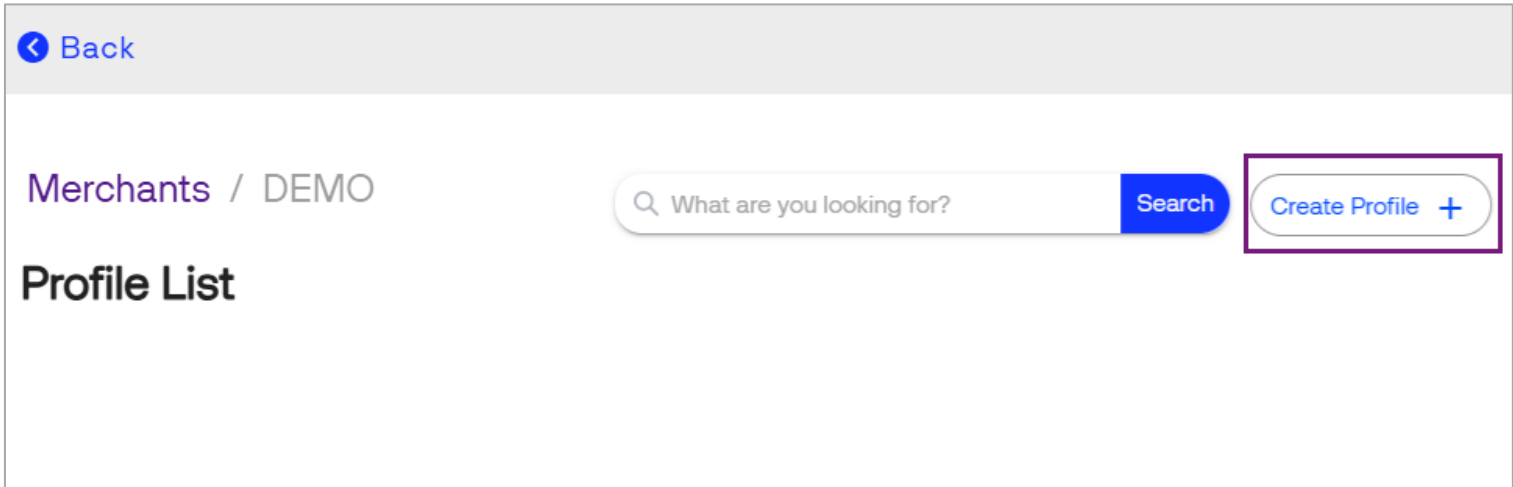 Back
Merchants / DEMO
What are you looking for?
Search
Create Profile +
Profile List